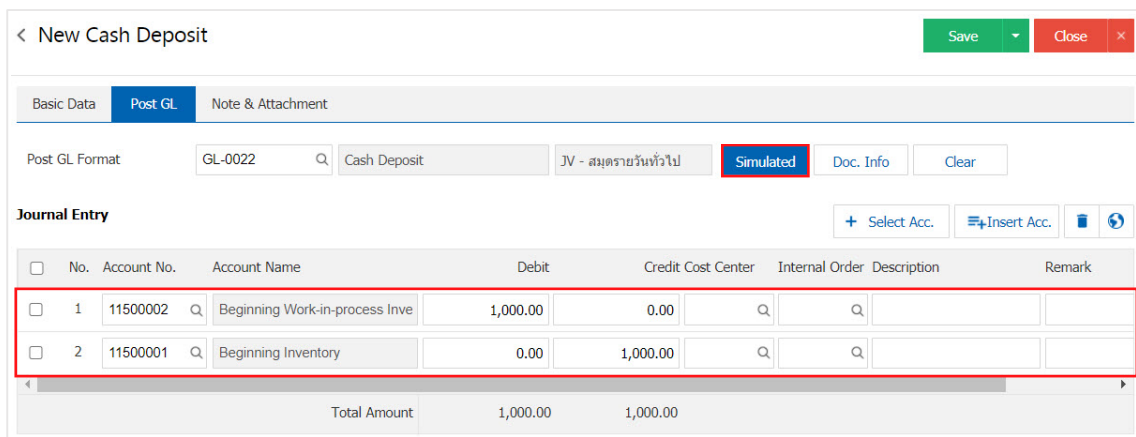 New Cash Deposit Save Close
Basic Data Post GL Note & Attachment
Post GL Format GL-0022 Cash Deposit JV - สมุดรายวันทั่วไป Simulated Doc. Info Clear
Journal Entry + Select Acc. Insert Acc.
No. Account No. Account Name Debit Credit Cost Center Internal Order Description Remark
1 11500002 Beginning Work-in-process Inve 1,000.00 0.00
2 11500001 Beginning Inventory 0.00 1,000.00
Total Amount 1,000.00 1,000.00